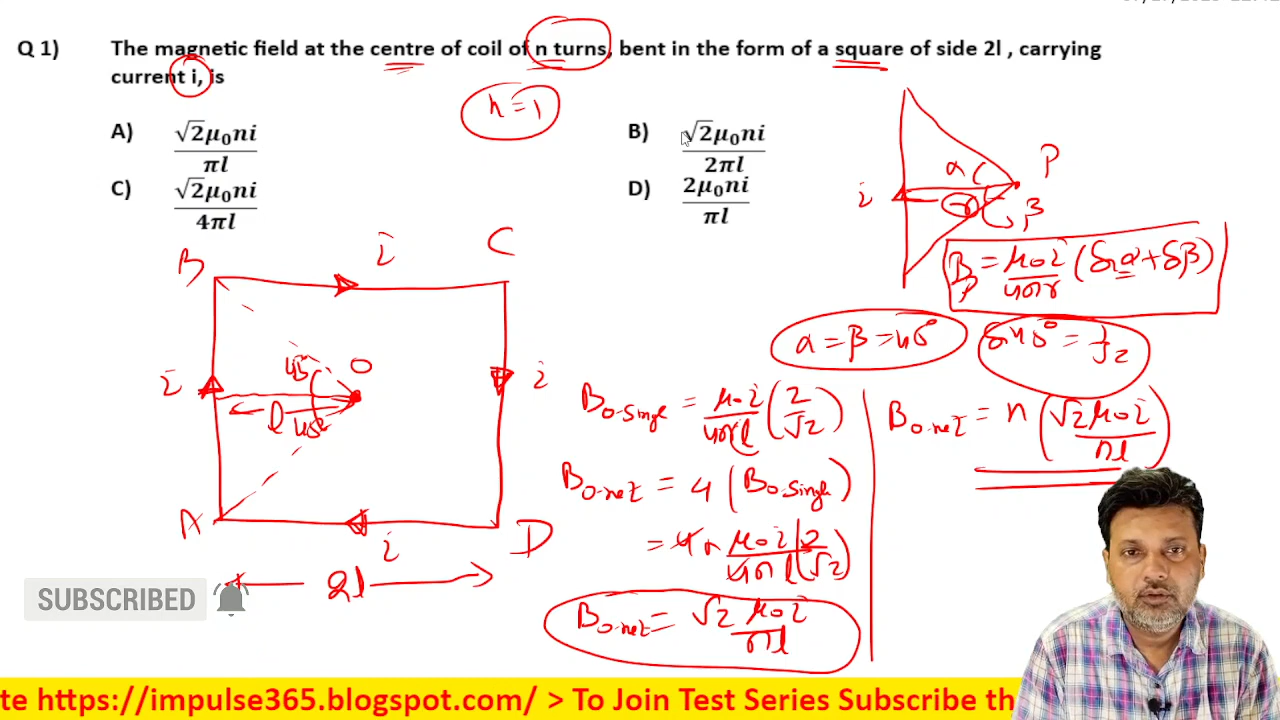 Q 1) The magnetic field at the centre of coil of n turns, bent in the form of a square of side 2l , carrying
current i, is
n = 1
A) √2μ₀ni / πl
B) √2μ₀ni / 2πl
C) √2μ₀ni / 4πl
D) 2μ₀ni / πl
P
α
i
r
β
B_P = μ₀i / 4πr (sinα + sinβ)
B
i
C
α = β = 45°
sin45° = 1/√2
i
45°
O
i
l
45°
B₀-single = μ₀i / 4πl (2/√2)
B₀-net = n (√2 μ₀i / πl)
B₀-net = 4 (B₀-single)
A
i
D
= 4 × μ₀i / 4πl (2/√2)
2l
B₀-net = √2 μ₀i / πl
SUBSCRIBED
te https://impulse365.blogspot.com/ > To Join Test Series Subscribe th